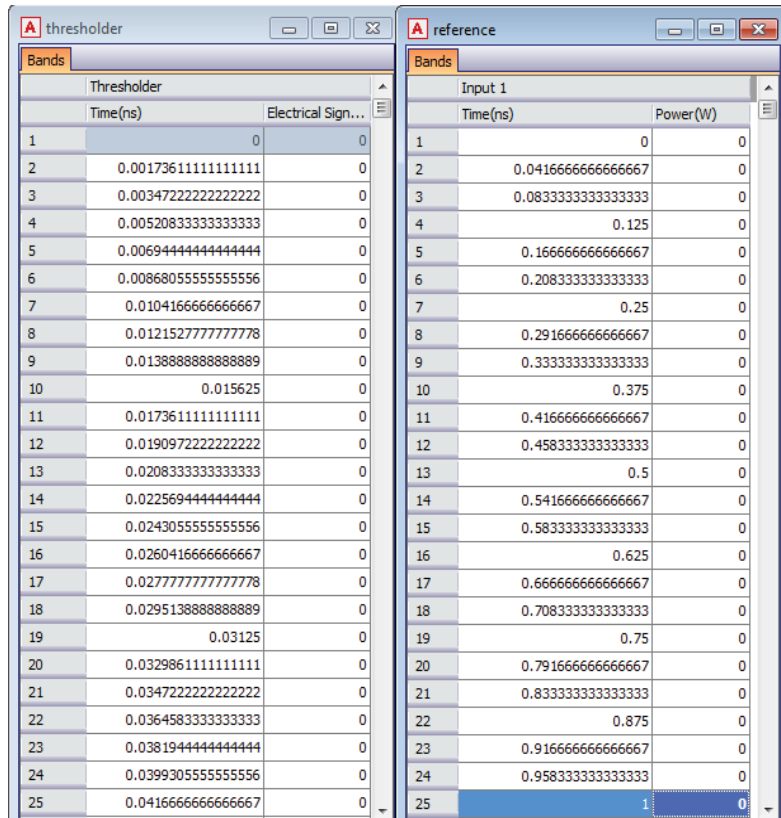 thresholder
Bands
Thresholder
Time(ns) Electrical Sign...
1 0 0
2 0.00173611111111111 0
3 0.00347222222222222 0
4 0.00520833333333333 0
5 0.00694444444444444 0
6 0.00868055555555556 0
7 0.0104166666666667 0
8 0.0121527777777778 0
9 0.0138888888888889 0
10 0.015625 0
11 0.0173611111111111 0
12 0.0190972222222222 0
13 0.0208333333333333 0
14 0.0225694444444444 0
15 0.0243055555555556 0
16 0.0260416666666667 0
17 0.0277777777777778 0
18 0.0295138888888889 0
19 0.03125 0
20 0.0329861111111111 0
21 0.0347222222222222 0
22 0.0364583333333333 0
23 0.0381944444444444 0
24 0.0399305555555556 0
25 0.0416666666666667 0
reference
Bands
Input 1
Time(ns) Power(W)
1 0 0
2 0.0416666666666667 0
3 0.0833333333333333 0
4 0.125 0
5 0.166666666666667 0
6 0.208333333333333 0
7 0.25 0
8 0.291666666666667 0
9 0.333333333333333 0
10 0.375 0
11 0.416666666666667 0
12 0.458333333333333 0
13 0.5 0
14 0.541666666666667 0
15 0.583333333333333 0
16 0.625 0
17 0.666666666666667 0
18 0.708333333333333 0
19 0.75 0
20 0.791666666666667 0
21 0.833333333333333 0
22 0.875 0
23 0.916666666666667 0
24 0.958333333333333 0
25 1 0